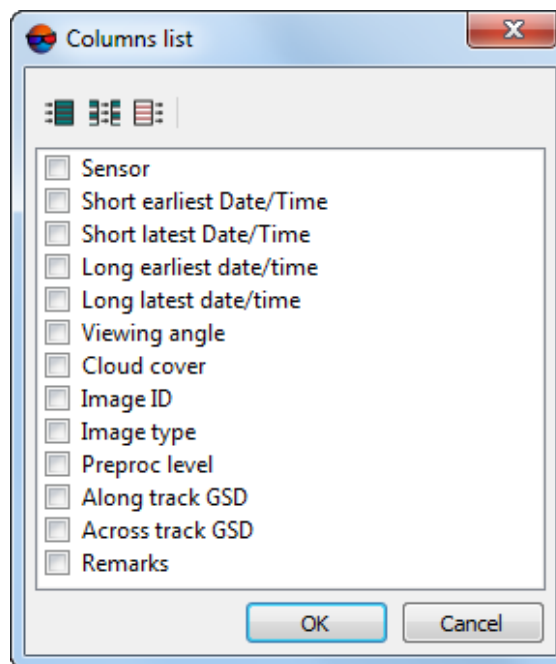 Columns list
Sensor
Short earliest Date/Time
Short latest Date/Time
Long earliest date/time
Long latest date/time
Viewing angle
Cloud cover
Image ID
Image type
Preproc level
Along track GSD
Across track GSD
Remarks
OK Cancel